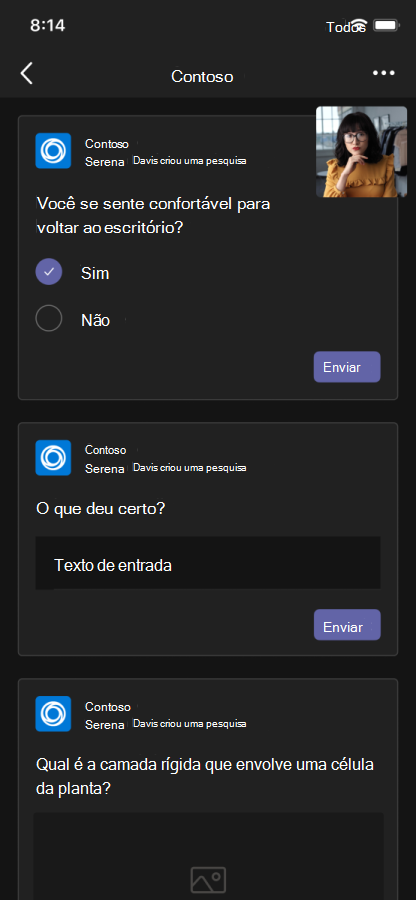 8:14
Todos
Contoso
Contoso
Serena Davis criou uma pesquisa
Você se sente confortável para
voltar ao escritório?
Sim
Não
Enviar
Contoso
Serena Davis criou uma pesquisa
O que deu certo?
Texto de entrada
Enviar
Contoso
Serena Davis criou uma pesquisa
Qual é a camada rígida que envolve uma célula
da planta?